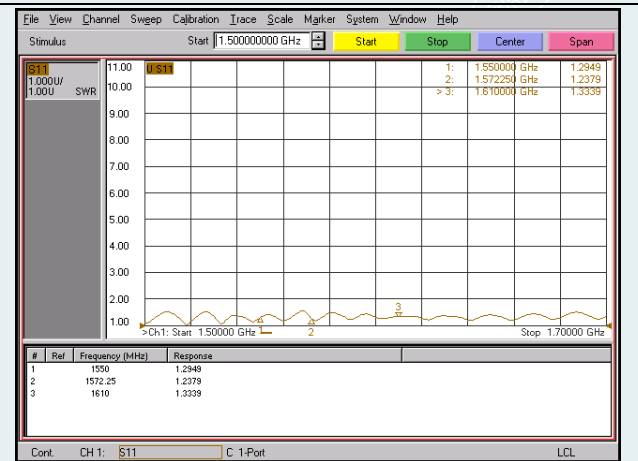 File View Channel Sweep Calibration Trace Scale Marker System Window Help
Stimulus Start 1.500000000 GHz Start Stop Center Span
S11
1.000U/
1.00U SWR
11.00
10.00
9.00
8.00
7.00
6.00
5.00
4.00
3.00
2.00
1.00
U S11
1: 1.550000 GHz 1.2949
2: 1.572250 GHz 1.2379
> 3: 1.610000 GHz 1.3339
3
1
2
>Ch1: Start 1.50000 GHz
Stop 1.70000 GHz
# Ref Frequency (MHz) Response
1 1550 1.2949
2 1572.25 1.2379
3 1610 1.3339
Cont. CH 1: S11 C 1-Port LCL